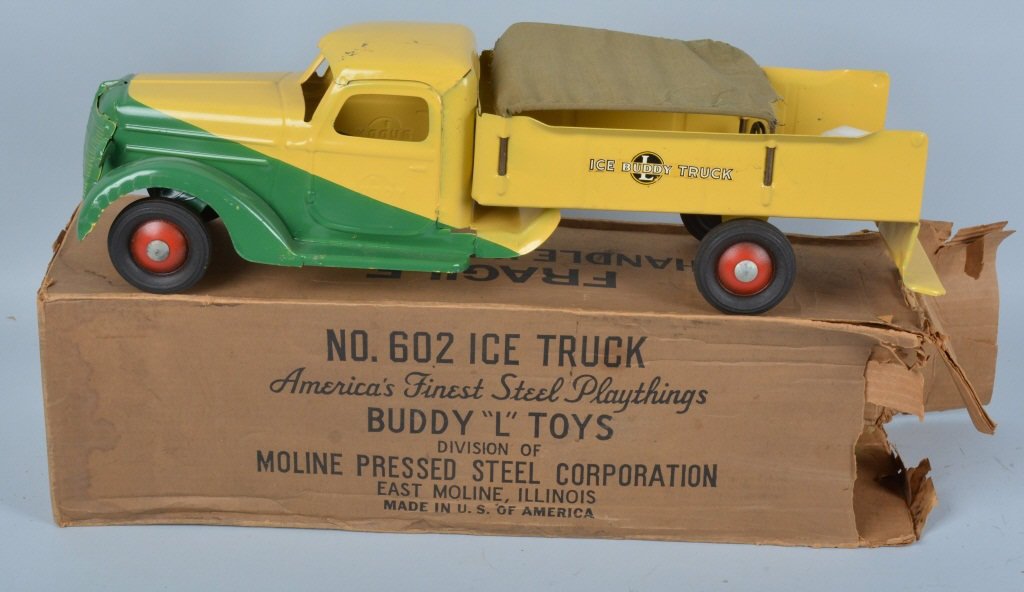 ICE BUDDY L TRUCK
FRAGILE
HANDLE
NO. 602 ICE TRUCK
America's Finest Steel Playthings
BUDDY "L" TOYS
DIVISION OF
MOLINE PRESSED STEEL CORPORATION
EAST MOLINE, ILLINOIS
MADE IN U. S. OF AMERICA